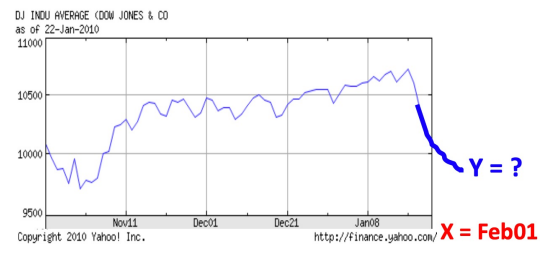 DJ INDU AVERAGE (DOW JONES & CO
as of 22-Jan-2010
11000
10500
10000
9500
Y = ?
Nov11 Dec01 Dec21 Jan08
Copyright 2010 Yahoo! Inc. http://finance.yahoo.com/
X = Feb01